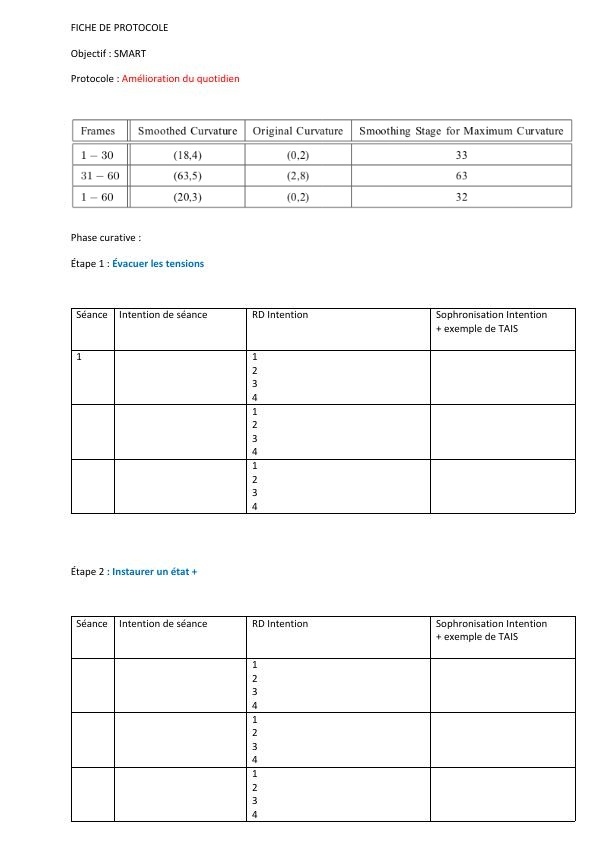 FICHE DE PROTOCOLE
Objectif : SMART
Protocole : Amélioration du quotidien
Frames Smoothed Curvature Original Curvature Smoothing Stage for Maximum Curvature
1 − 30 (18,4) (0,2) 33
31 − 60 (63,5) (2,8) 63
1 − 60 (20,3) (0,2) 32
Phase curative :
Étape 1 : Évacuer les tensions
Séance Intention de séance RD Intention Sophronisation Intention
+ exemple de TAIS
1 1
2
3
4
1
2
3
4
1
2
3
4
Étape 2 : Instaurer un état +
Séance Intention de séance RD Intention Sophronisation Intention
+ exemple de TAIS
1
2
3
4
1
2
3
4
1
2
3
4